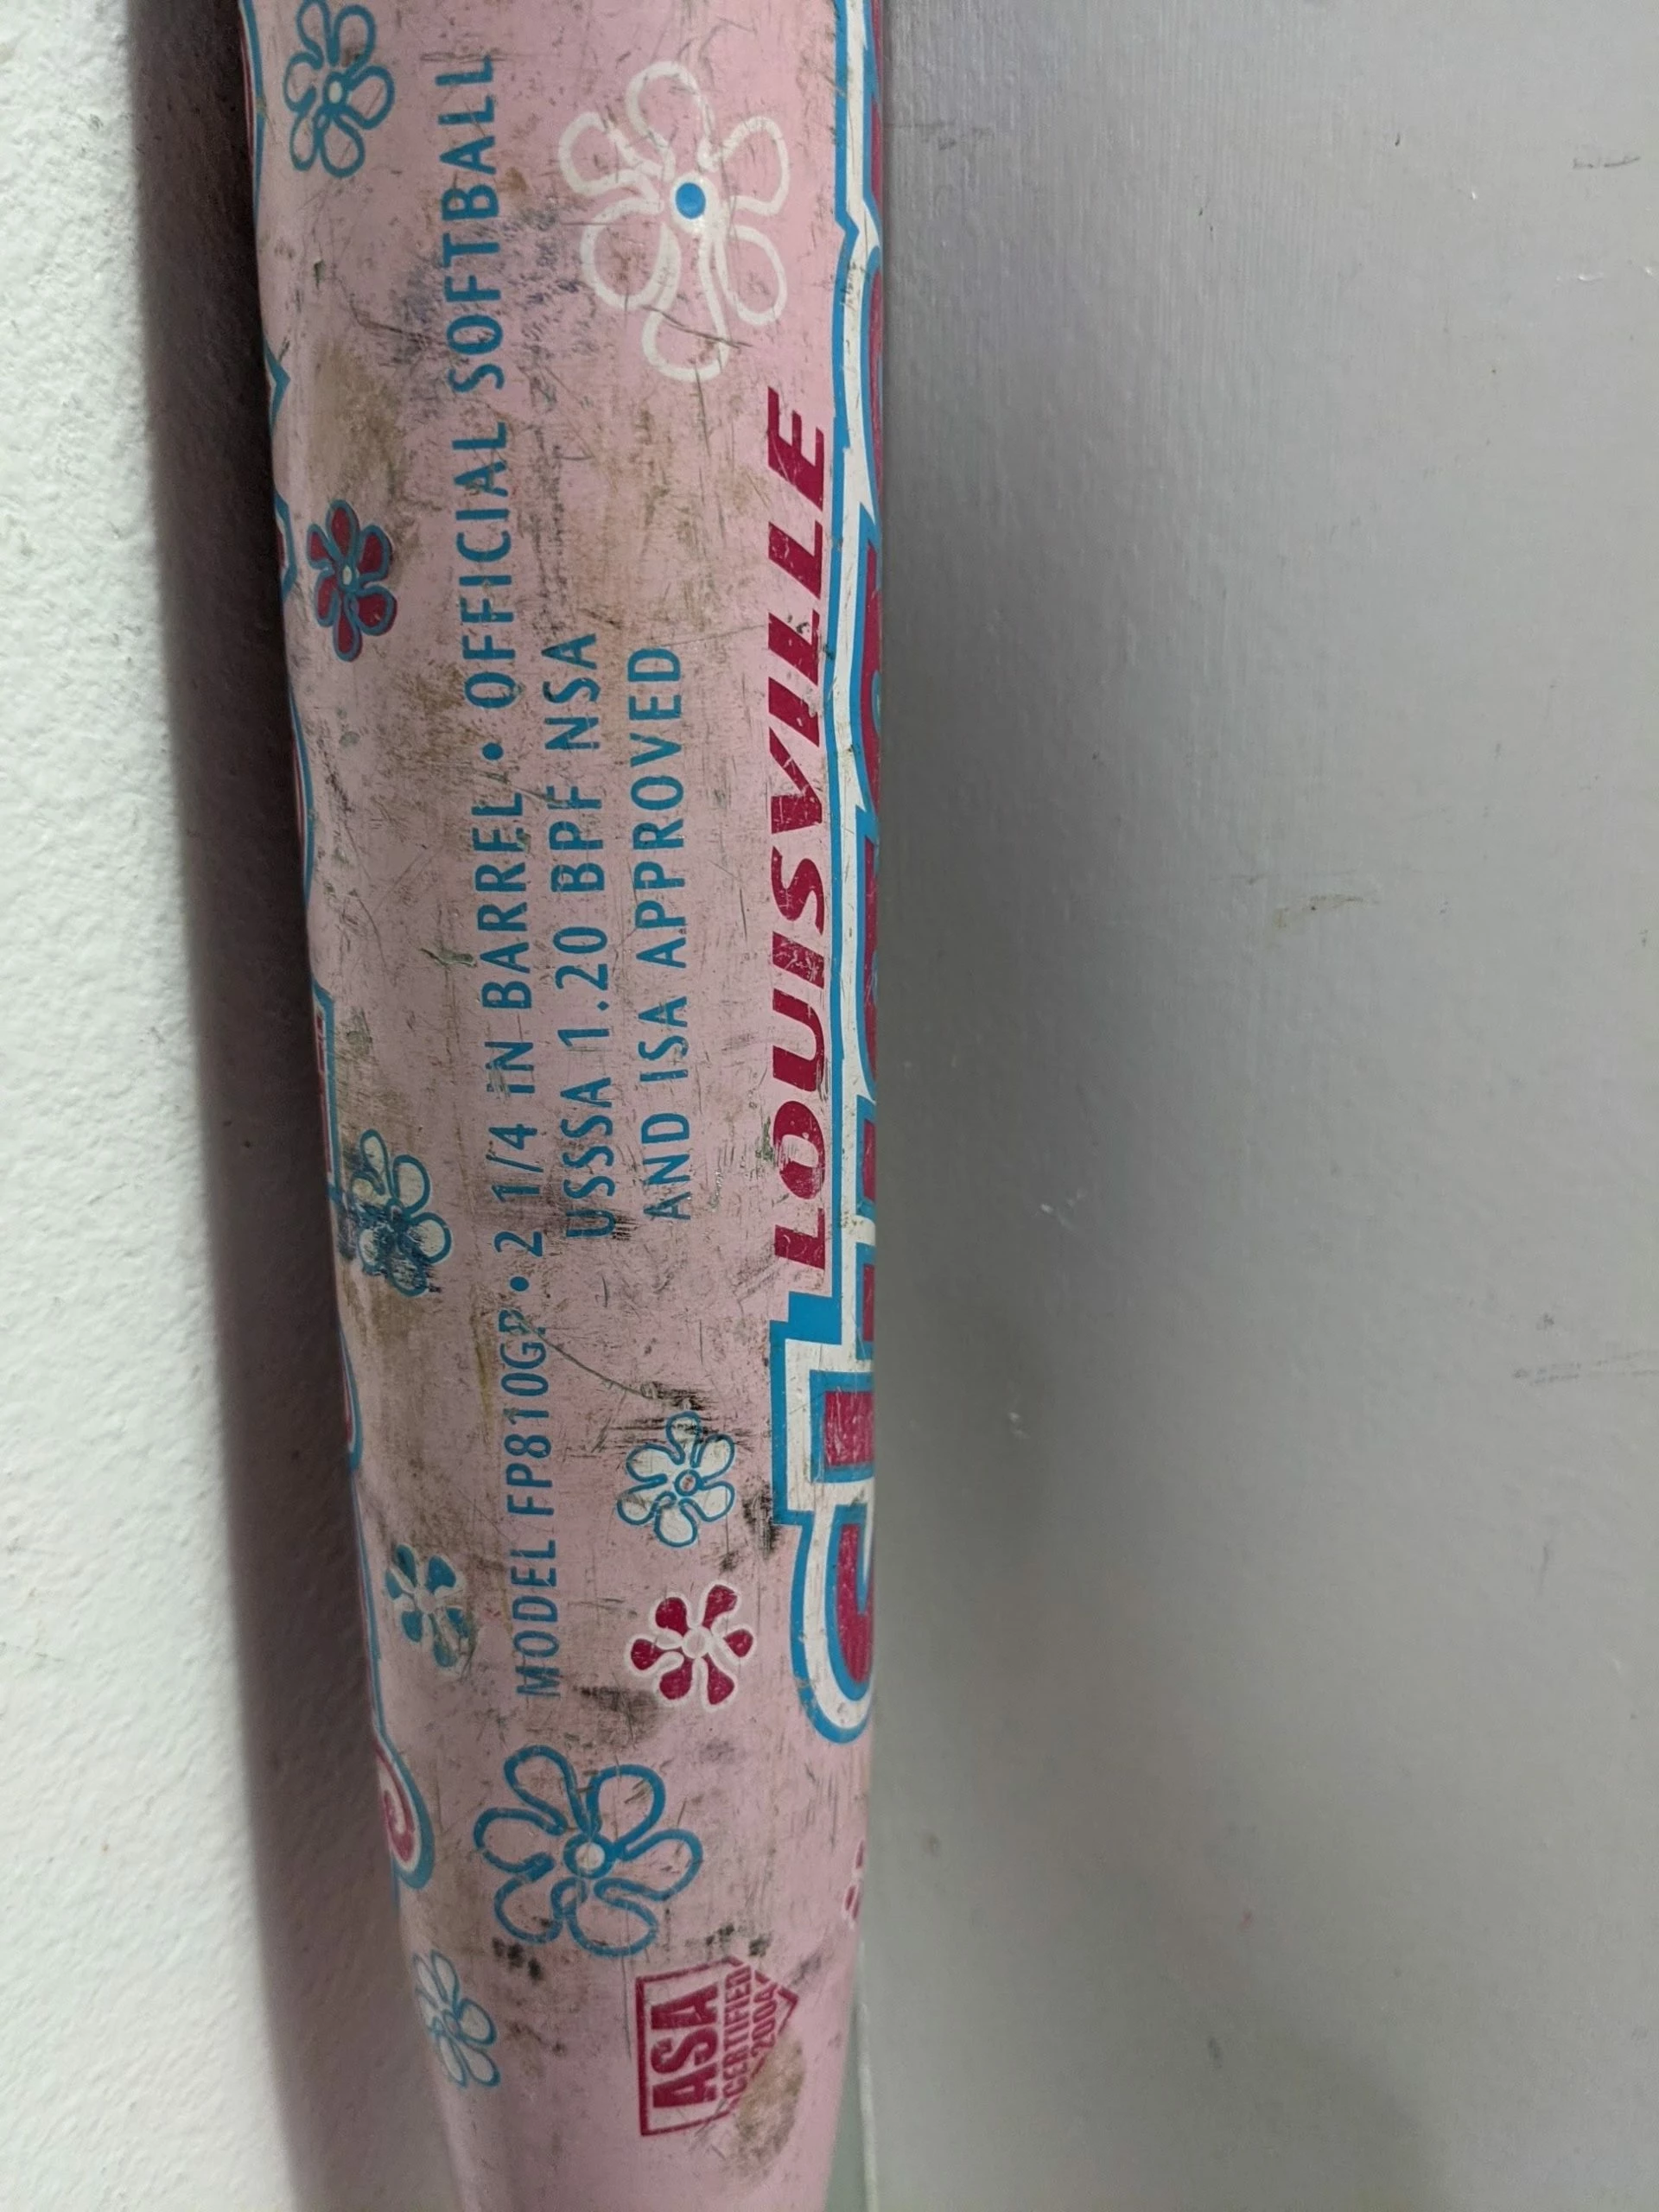 MODEL FP810GP • 2 1/4 IN BARREL • OFFICIAL SOFTBALL
USSSA 1.20 BPF NSA
AND ISA APPROVED
LOUISVILLE
ASA
CERTIFIED
2004